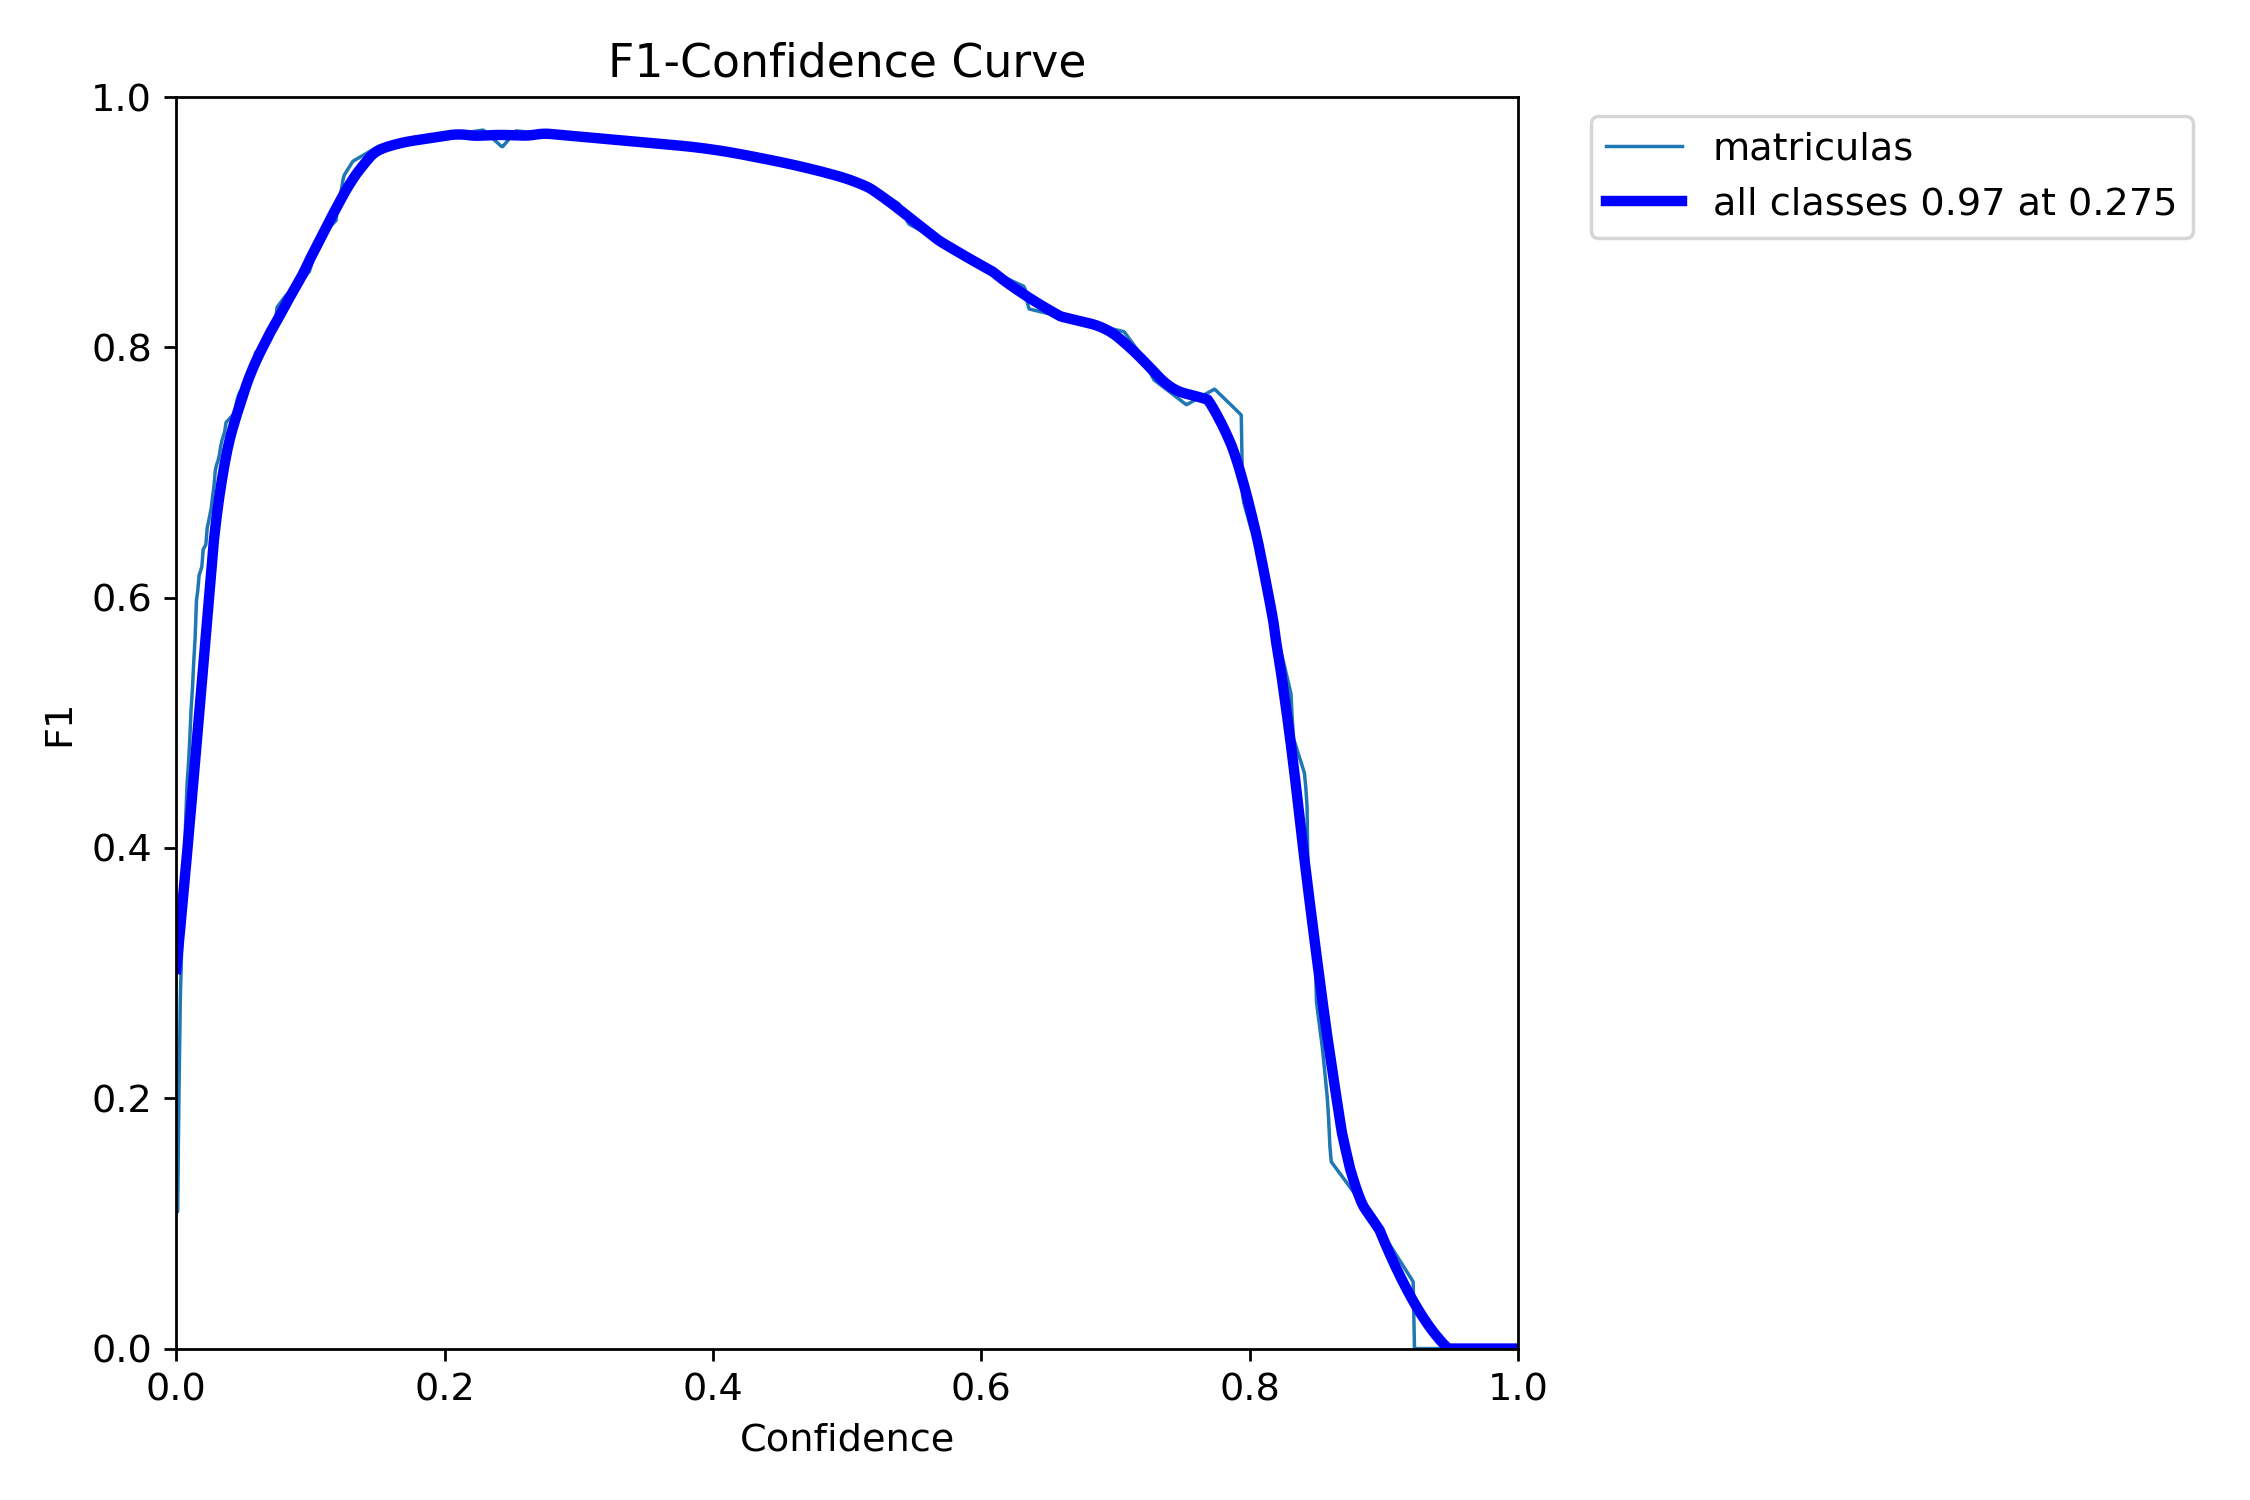 F1-Confidence Curve
1.0
0.8
0.6
0.4
0.2
0.0
F1
0.0 0.2 0.4 0.6 0.8 1.0
Confidence
matriculas
all classes 0.97 at 0.275